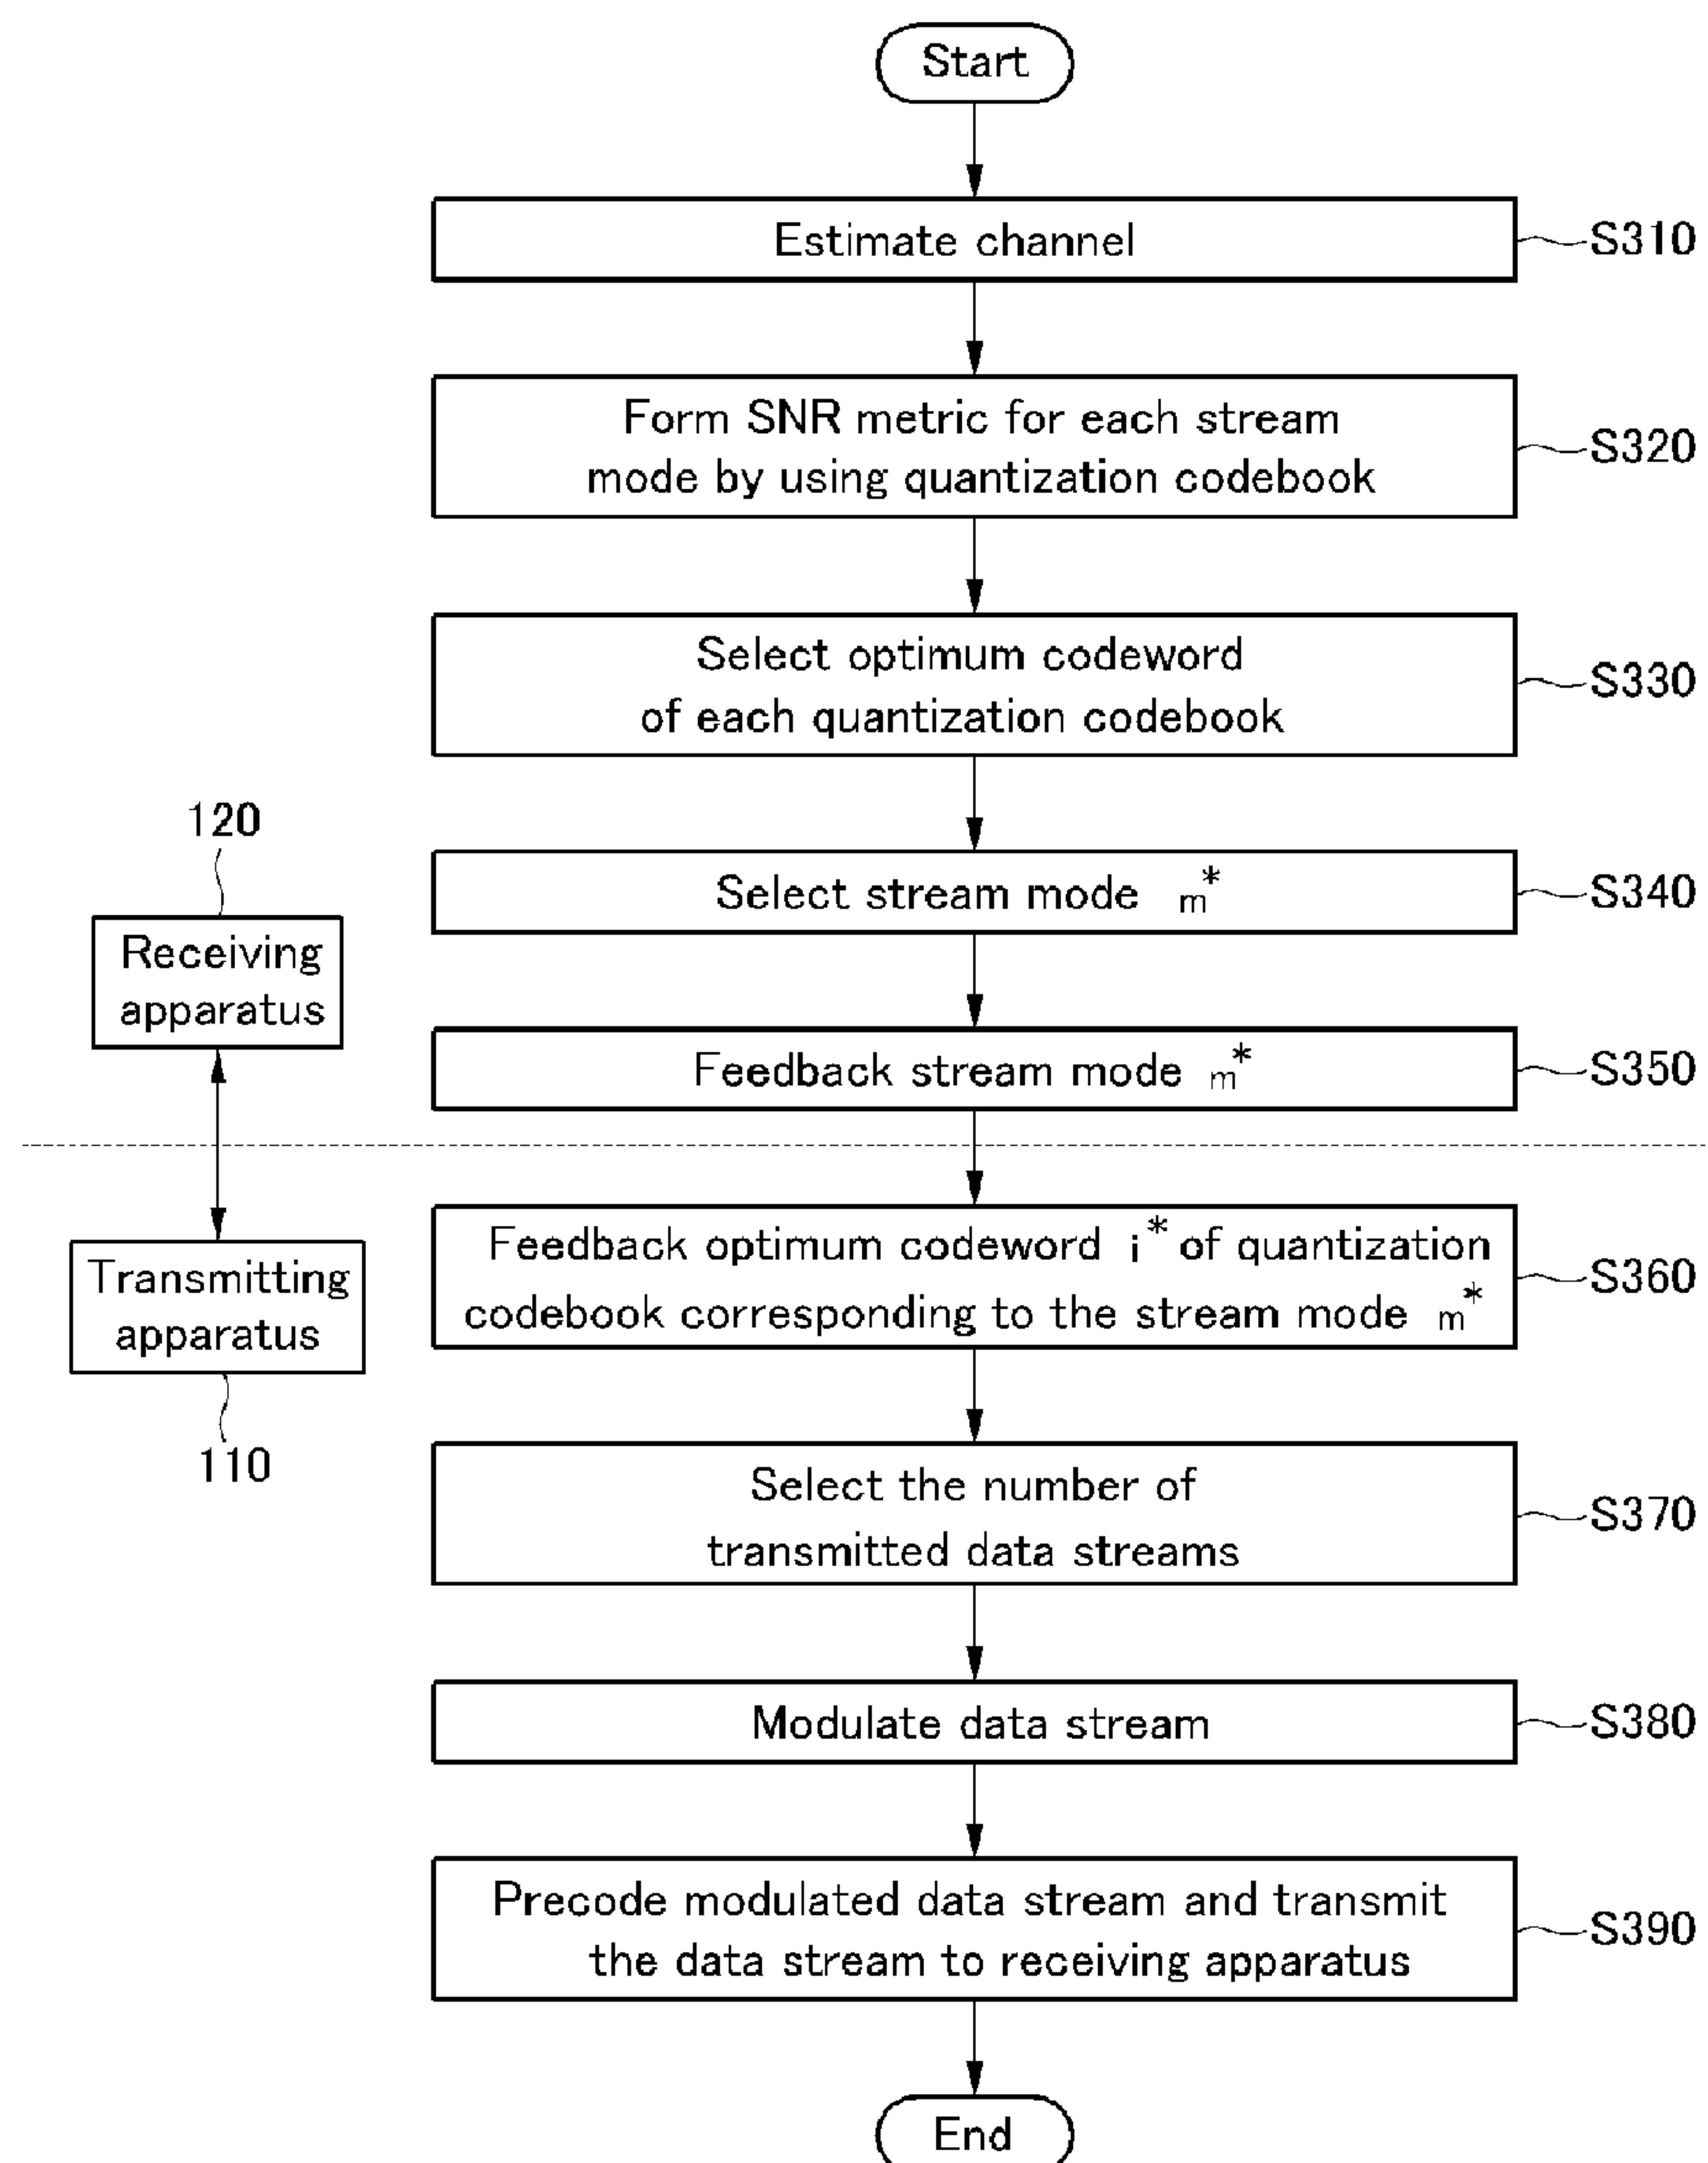 Start
Estimate channel
S310
Form SNR metric for each stream
mode by using quantization codebook
S320
Select optimum codeword
of each quantization codebook
S330
Select stream mode m*
S340
Feedback stream mode m*
S350
120
Receiving
apparatus
Transmitting
apparatus
110
Feedback optimum codeword i* of quantization
codebook corresponding to the stream mode m*
S360
Select the number of
transmitted data streams
S370
Modulate data stream
S380
Precode modulated data stream and transmit
the data stream to receiving apparatus
S390
End